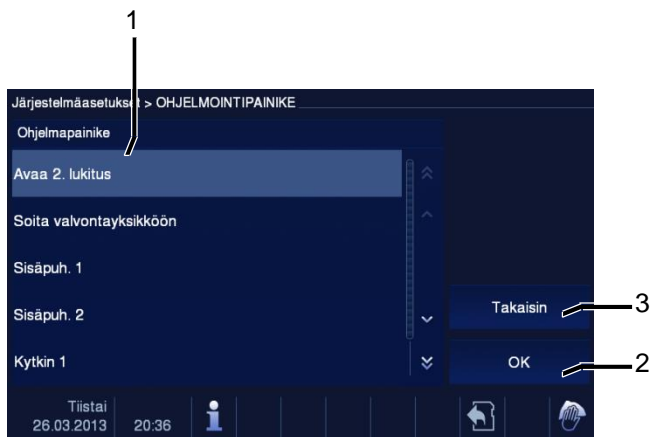 1
Järjestelmäasetukset > OHJELMOINTIPAINIKE
Ohjelmapainike
Avaa 2. lukitus
Soita valvontayksikköön
Sisäpuh. 1
Sisäpuh. 2
Kytkin 1
Takaisin
3
OK
2
Tiistai
26.03.2013 20:36